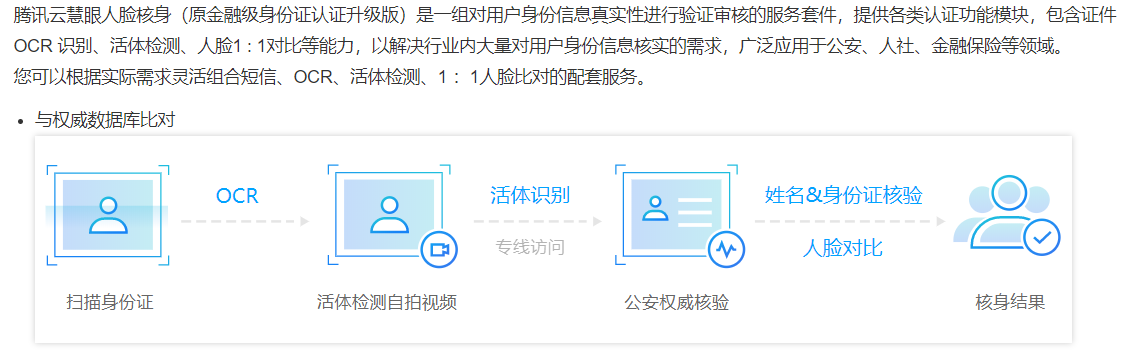 腾讯云慧眼人脸核身（原金融级身份证认证升级版）是一组对用户身份信息真实性进行验证审核的服务套件，提供各类认证功能模块，包含证件
OCR 识别、活体检测、人脸1 : 1对比等能力，以解决行业内大量对用户身份信息核实的需求，广泛应用于公安、人社、金融保险等领域。
您可以根据实际需求灵活组合短信、OCR、活体检测、1 ： 1人脸比对的配套服务。
• 与权威数据库比对
OCR
活体识别
专线访问
姓名&身份证核验
人脸对比
扫描身份证
活体检测自拍视频
公安权威核验
核身结果